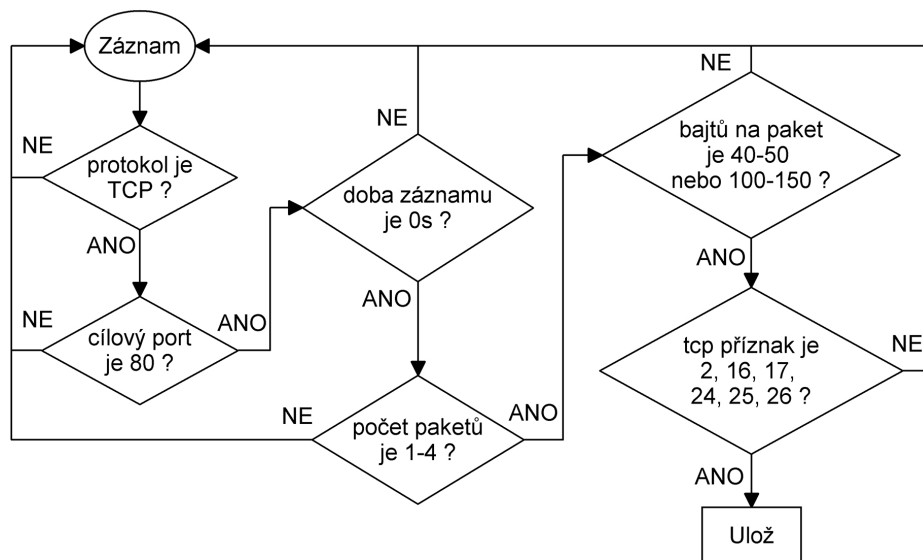 Záznam
NE
protokol je
TCP ?
ANO
NE
cílový port
je 80 ?
ANO
NE
doba záznamu
je 0s ?
ANO
NE
počet paketů
je 1-4 ?
ANO
NE
bajtů na paket
je 40-50
nebo 100-150 ?
ANO
tcp příznak je
2, 16, 17,
24, 25, 26 ?
NE
ANO
Ulož